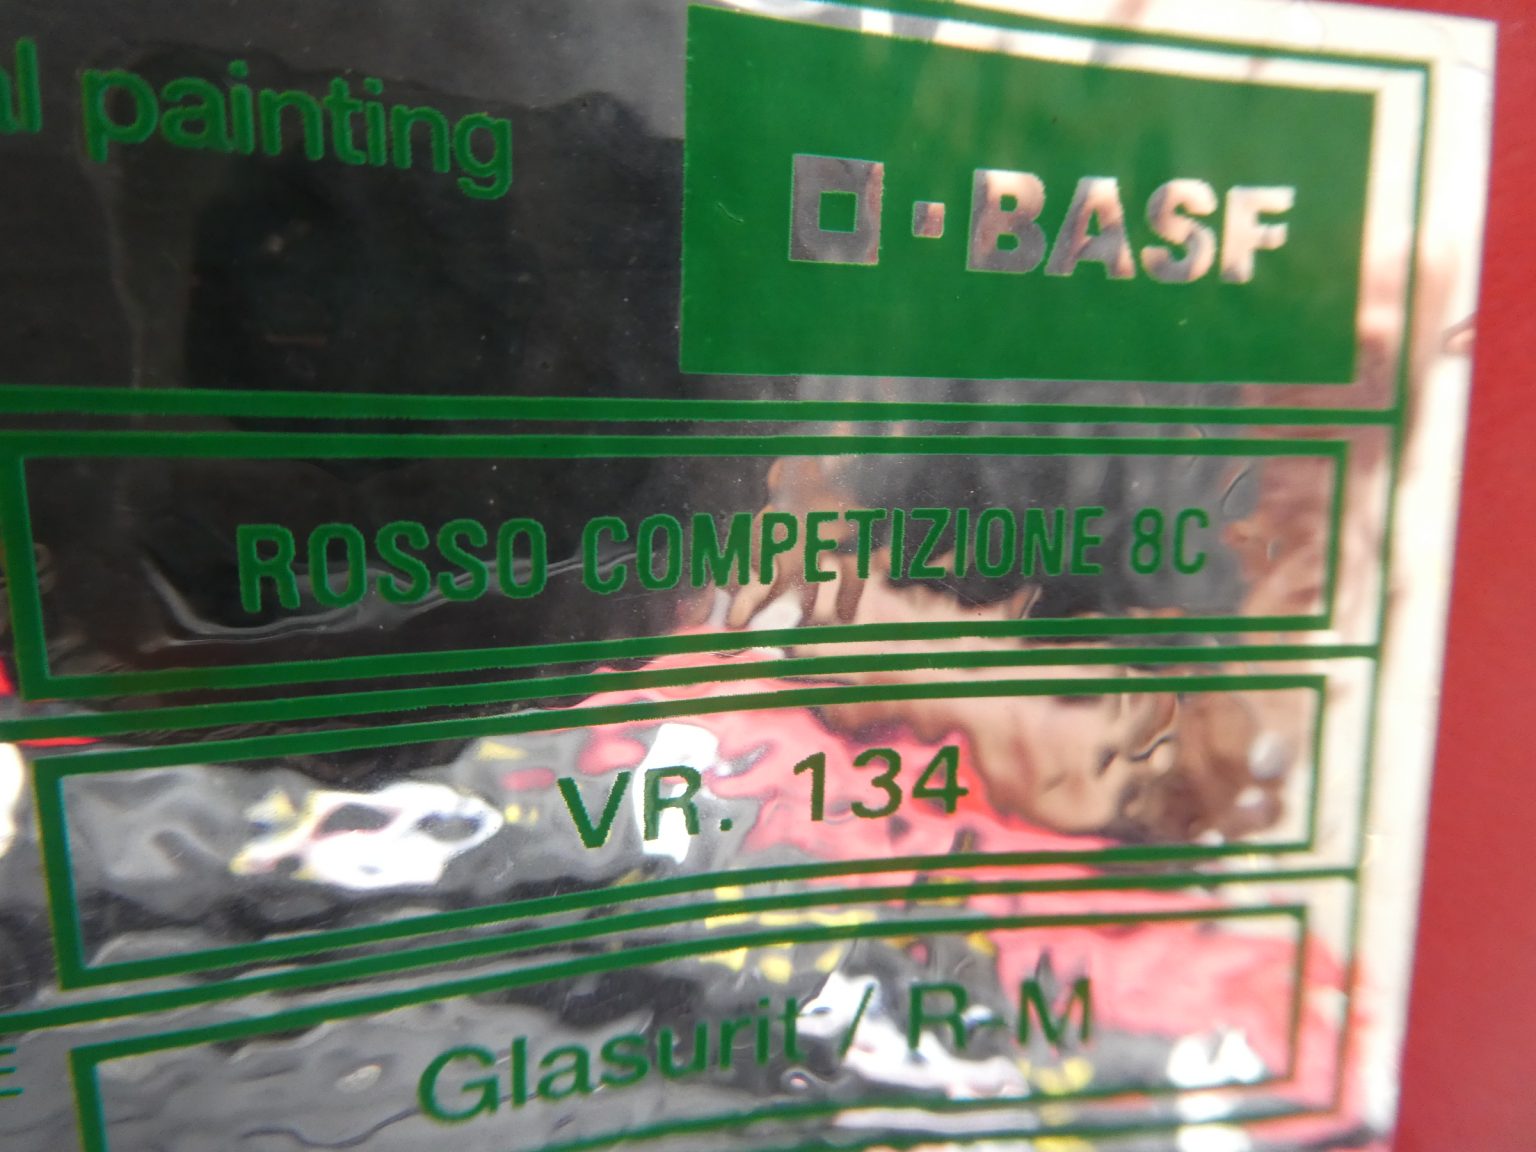 painting
BASF
ROSSO COMPETIZIONE 8C
VR. 134
Glasurit / R-M